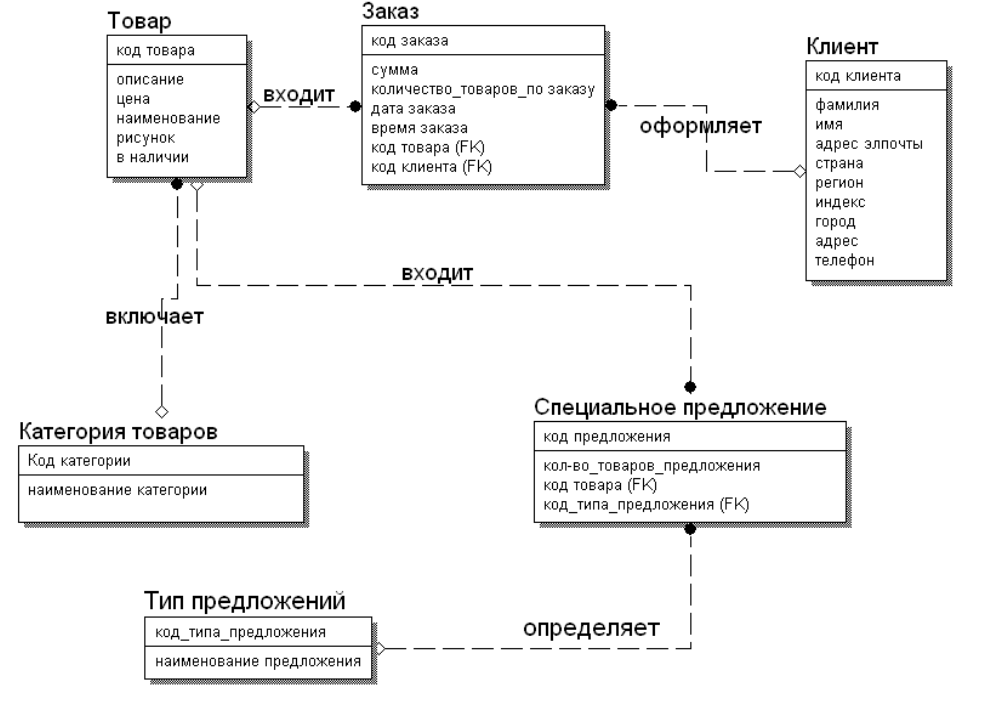 Товар
код товара
описание
цена
наименование
рисунок
в наличии
входит
Заказ
код заказа
сумма
количество_товаров_по заказу
дата заказа
время заказа
код товара (FK)
код клиента (FK)
оформляет
Клиент
код клиента
фамилия
имя
адрес элпочты
страна
регион
индекс
город
адрес
телефон
входит
включает
Категория товаров
Код категории
наименование категории
Специальное предложение
код предложения
кол-во_товаров_предложения
код товара (FK)
код_типа_предложения (FK)
Тип предложений
код_типа_предложения
наименование предложения
определяет